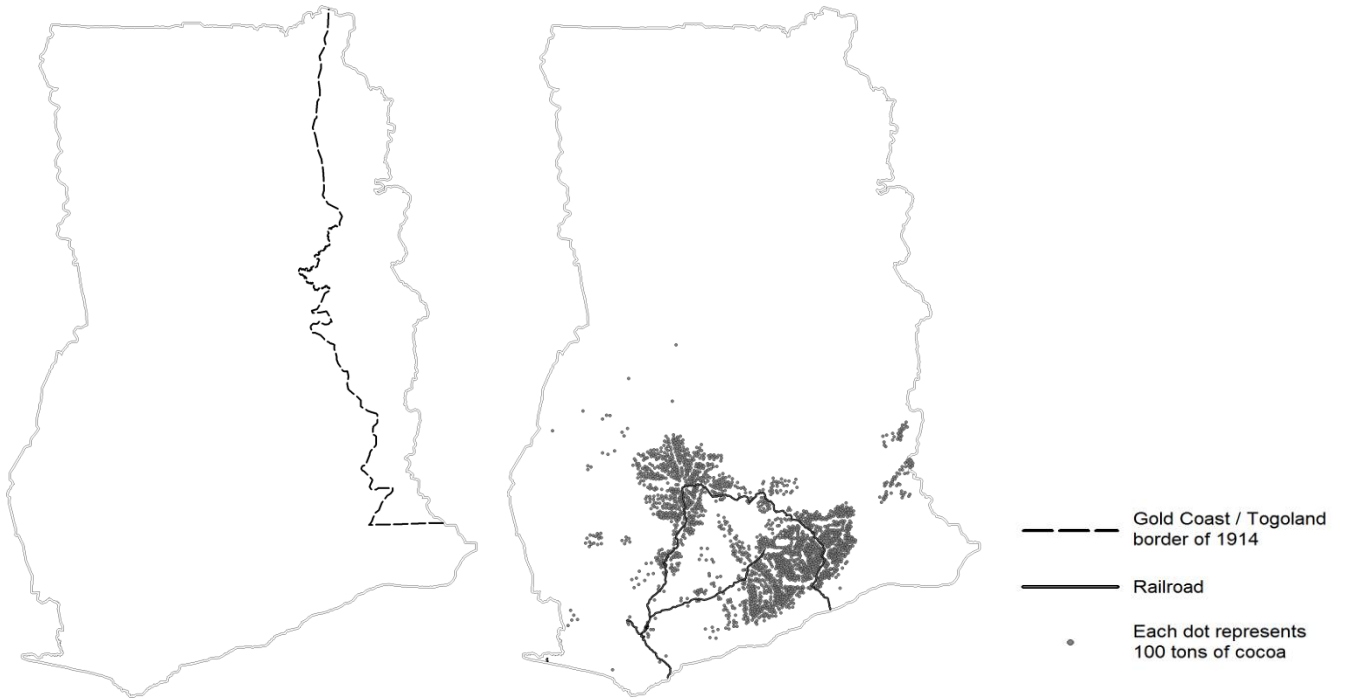 Gold Coast / Togoland
border of 1914
Railroad
Each dot represents
100 tons of cocoa